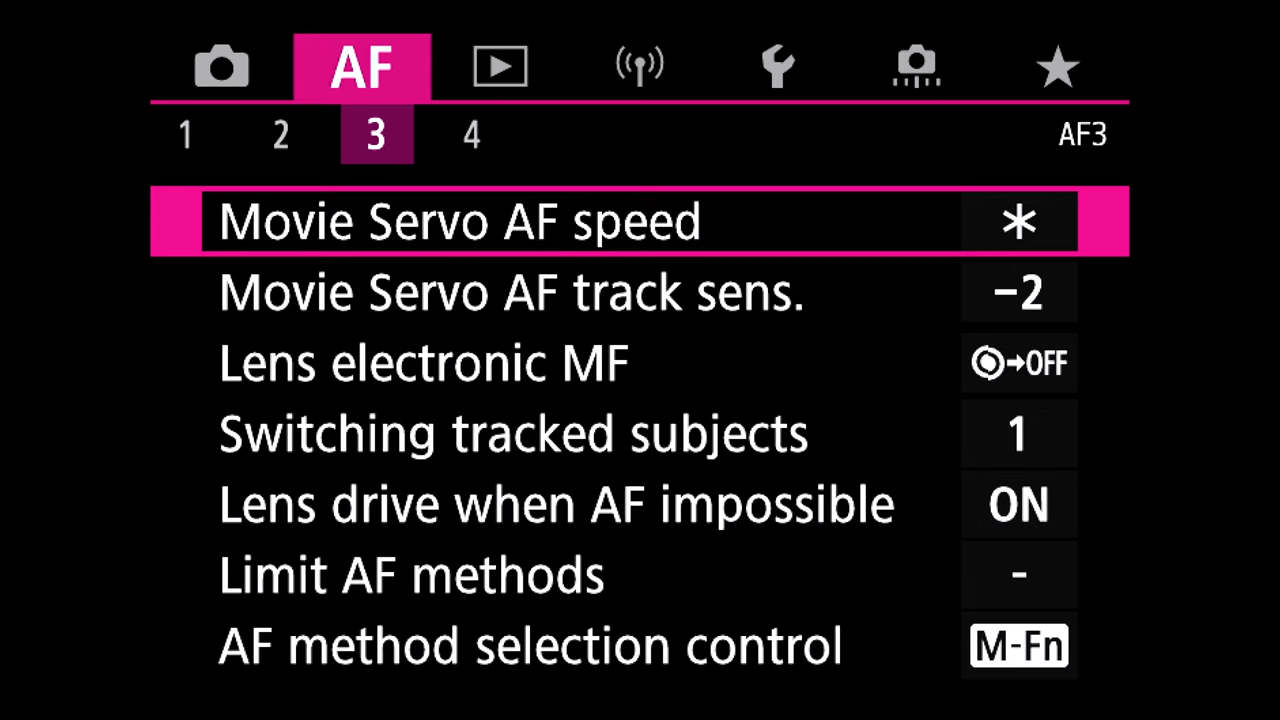 AF
1 2 3 4 AF3
Movie Servo AF speed *
Movie Servo AF track sens. −2
Lens electronic MF →OFF
Switching tracked subjects 1
Lens drive when AF impossible ON
Limit AF methods -
AF method selection control M-Fn